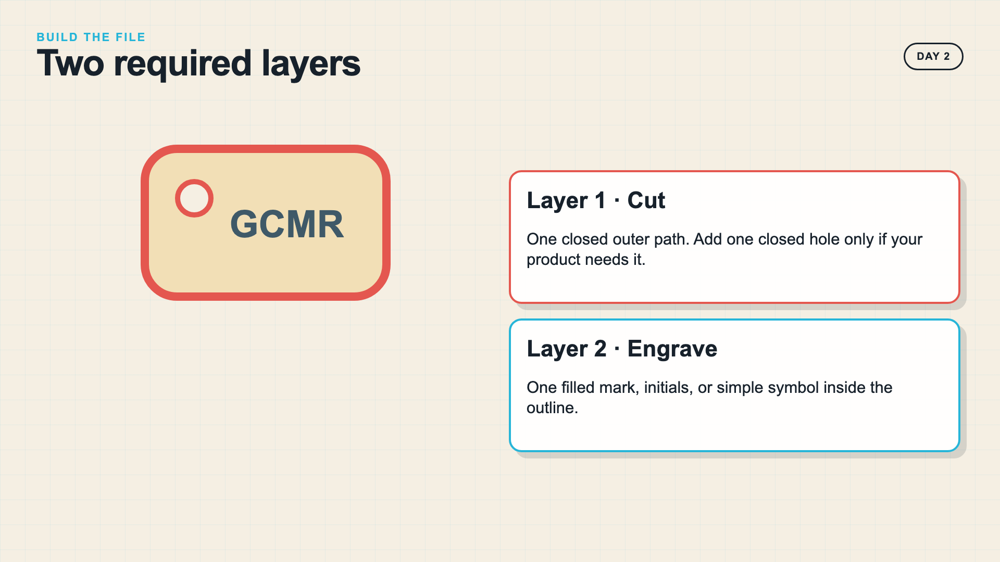 BUILD THE FILE
Two required layers
DAY 2
GCMR
Layer 1 · Cut
One closed outer path. Add one closed hole only if your
product needs it.
Layer 2 · Engrave
One filled mark, initials, or simple symbol inside the
outline.